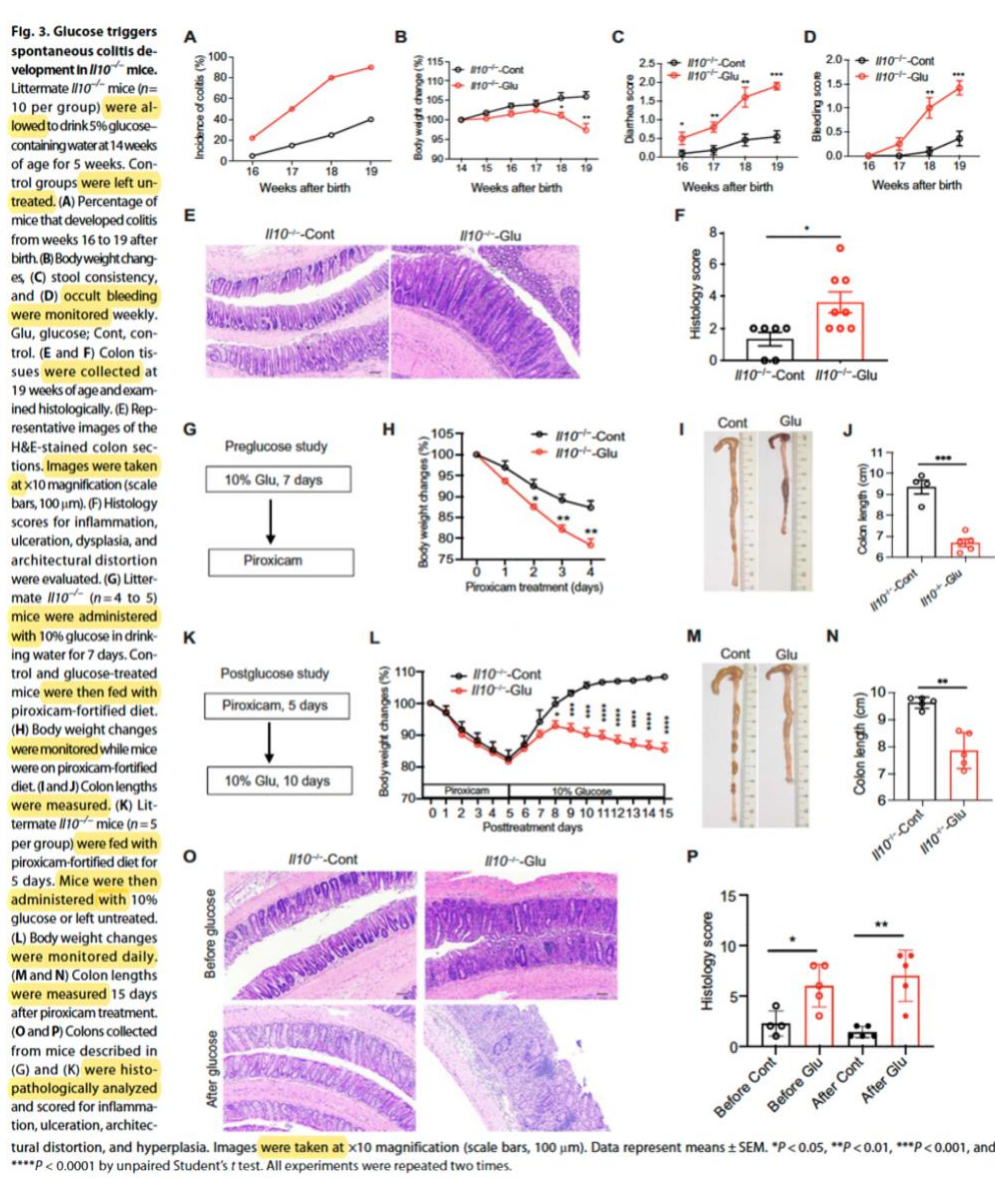 Fig. 3. Glucose triggers
spontaneous colitis de-
velopment in Il10−/− mice.
Littermate Il10−/− mice (n=
10 per group) were al-
lowed to drink 5% glucose–
containing water at 14 weeks
of age for 5 weeks. Con-
trol groups were left un-
treated. (A) Percentage of
mice that developed colitis
from weeks 16 to 19 after
birth. (B) Body weight chang-
es, (C) stool consistency,
and (D) occult bleeding
were monitored weekly.
Glu, glucose; Cont, con-
trol. (E and F) Colon tis-
sues were collected at
19 weeks of age and exam-
ined histologically. (E) Rep-
resentative images of the
H&E-stained colon sec-
tions. Images were taken
at ×10 magnification (scale
bars, 100 μm). (F) Histology
scores for inflammation,
ulceration, dysplasia, and
architectural distortion
were evaluated. (G) Litter-
mate Il10−/− (n=4 to 5)
mice were administered
with 10% glucose in drink-
ing water for 7 days. Con-
trol and glucose-treated
mice were then fed with
piroxicam-fortified diet.
(H) Body weight changes
were monitored while mice
were on piroxicam-fortified
diet. (I and J) Colon lengths
were measured. (K) Lit-
termate Il10−/− mice (n=5
per group) were fed with
piroxicam-fortified diet for
5 days. Mice were then
administered with 10%
glucose or left untreated.
(L) Body weight changes
were monitored daily.
(M and N) Colon lengths
were measured 15 days
after piroxicam treatment.
(O and P) Colons collected
from mice described in
(G) and (K) were histo-
pathologically analyzed
and scored for inflamma-
tion, ulceration, architec-
tural distortion, and hyperplasia. Images were taken at ×10 magnification (scale bars, 100 μm). Data represent means ± SEM. *P < 0.05, **P < 0.01, ***P < 0.001, and
****P < 0.0001 by unpaired Student's t test. All experiments were repeated two times.
A
Incidence of colitis (%)
100
80
60
40
20
0
16 17 18 19
Weeks after birth
B
Body weight change (%)
Il10−/−-Cont
Il10−/−-Glu
115
110
105
100
95
90
* **
14 15 16 17 18 19
Weeks after birth
C
Diarrhea score
Il10−/−-Cont
Il10−/−-Glu
2.5
2.0
1.5
1.0
0.5
0.0
* ** ** ***
16 17 18 19
Weeks after birth
D
Bleeding score
Il10−/−-Cont
Il10−/−-Glu
2.0
1.5
1.0
0.5
0.0
** ***
16 17 18 19
Weeks after birth
E
Il10−/−-Cont Il10−/−-Glu
F
Histology score
8
6
4
2
0
*
Il10−/−-Cont Il10−/−-Glu
G
Preglucose study
10% Glu, 7 days
Piroxicam
H
Body weight changes (%)
Il10−/−-Cont
Il10−/−-Glu
105
100
95
90
85
80
75
* ** **
0 1 2 3 4
Piroxicam treatment (days)
I
Cont Glu
J
Colon length (cm)
11
10
9
8
7
6
***
Il10−/−-Cont Il10−/−-Glu
K
Postglucose study
Piroxicam, 5 days
10% Glu, 10 days
L
Body weight changes (%)
Il10−/−-Cont
Il10−/−-Glu
110
100
90
80
70
Piroxicam 10% Glucose
0 1 2 3 4 5 6 7 8 9 10 11 12 13 14 15
Posttreatment days
M
Cont Glu
N
Colon length (cm)
10
9
8
7
6
**
Il10−/−-Cont Il10−/−-Glu
O
Il10−/−-Cont Il10−/−-Glu
Before glucose
After glucose
P
Histology score
15
10
5
0
* **
Before Cont Before Glu After Cont After Glu